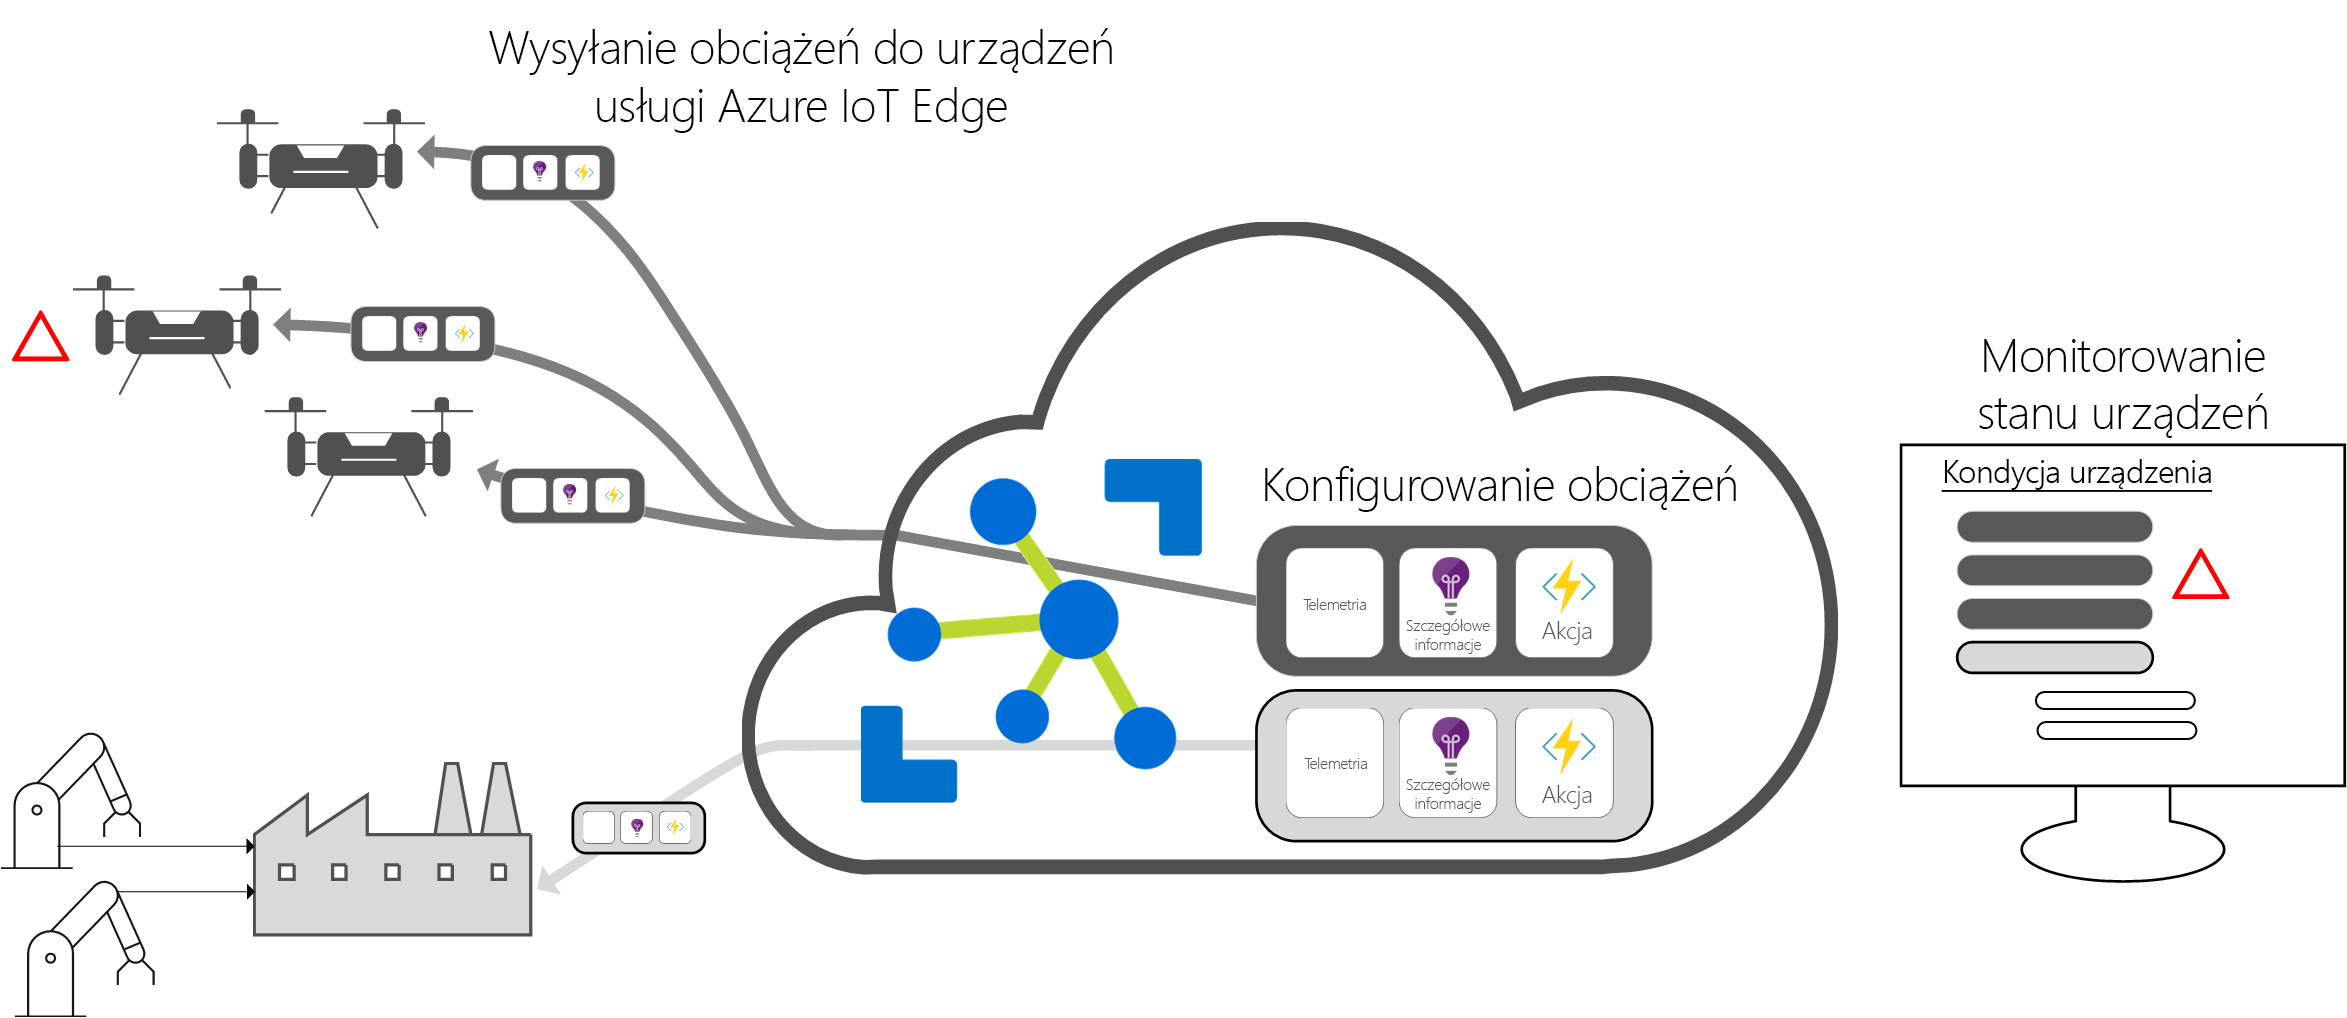 Wysyłanie obciążeń do urządzeń
usługi Azure IoT Edge
Konfigurowanie obciążeń
Telemetria
Szczegółowe
informacje
Akcja
Telemetria
Szczegółowe
informacje
Akcja
Monitorowanie
stanu urządzeń
Kondycja urządzenia